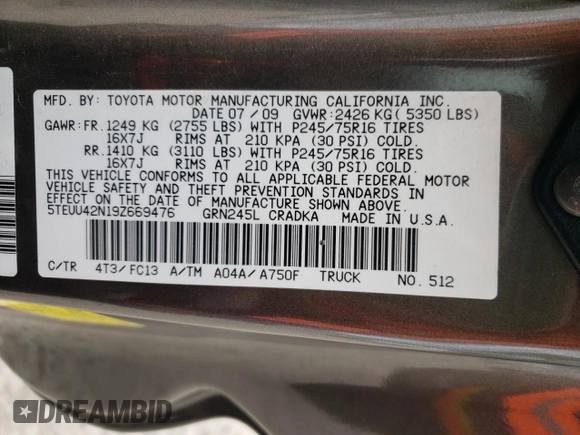 MFD. BY: TOYOTA MOTOR MANUFACTURING CALIFORNIA INC.
DATE 07 / 09 GVWR: 2426 KG ( 5350 LBS)
GAWR: FR. 1249 KG (2755 LBS) WITH P245/75R16 TIRES
16X7J RIMS AT 210 KPA (30 PSI) COLD.
RR. 1410 KG (3110 LBS) WITH P245/75R16 TIRES
16X7J RIMS AT 210 KPA (30 PSI) COLD.
THIS VEHICLE CONFORMS TO ALL APPLICABLE FEDERAL MOTOR
VEHICLE SAFETY AND THEFT PREVENTION STANDARDS IN
EFFECT ON THE DATE OF MANUFACTURE SHOWN ABOVE.
5TEUU42N19Z669476 GRN245L CRADKA MADE IN U.S.A.
C/TR 4T3/ FC13 A/TM A04A/ A750F TRUCK NO. 512
DREAMBID